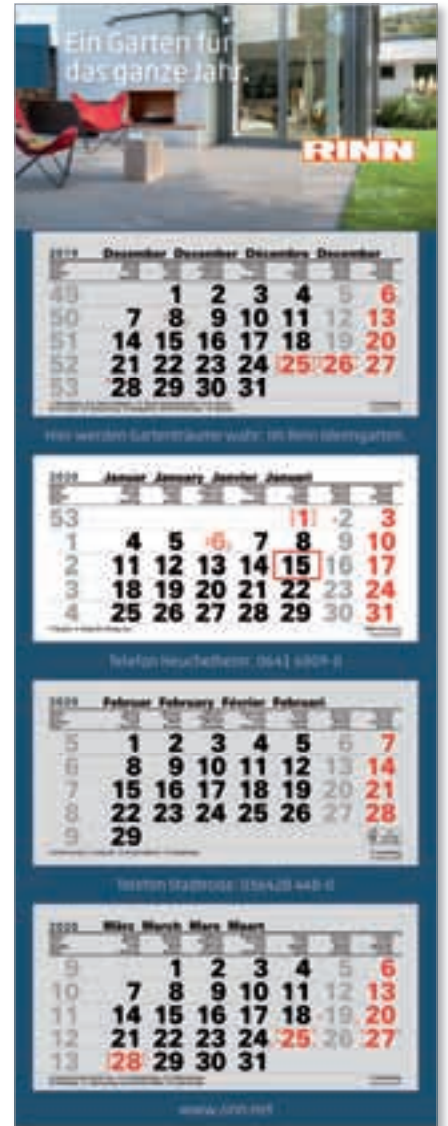 Ein Garten für
das ganze Jahr.
RINN
2019 Dezember December Décembre December
49 1 2 3 4 5 6
50 7 8 9 10 11 12 13
51 14 15 16 17 18 19 20
52 21 22 23 24 25 26 27
53 28 29 30 31
Hier werden Gartenträume wahr: im Rinn Ideengarten.
2020 Januar January Janvier Januari
53 1 2 3
1 4 5 6 7 8 9 10
2 11 12 13 14 15 16 17
3 18 19 20 21 22 23 24
4 25 26 27 28 29 30 31
Telefon Heuchelheim: 0641 6009-0
2020 Februar February Février Februari
5 1 2 3 4 5 6 7
6 8 9 10 11 12 13 14
7 15 16 17 18 19 20 21
8 22 23 24 25 26 27 28
9 29
Telefon Stadtroda: 036428 448-0
2020 März March Mars Maart
9 1 2 3 4 5 6
10 7 8 9 10 11 12 13
11 14 15 16 17 18 19 20
12 21 22 23 24 25 26 27
13 28 29 30 31
www.rinn.net